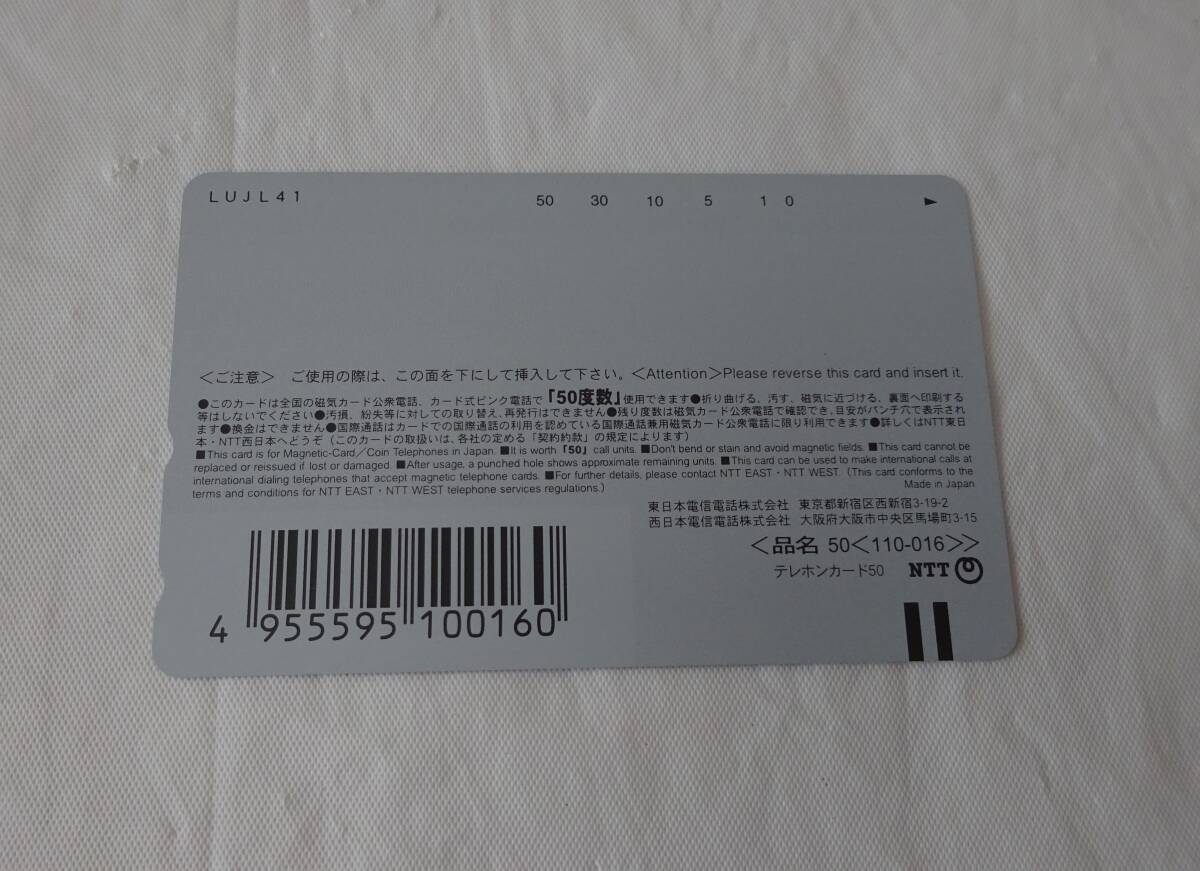 LUJL41 50 30 10 5 1 0 ►
＜ご注意＞ ご使用の際は、この面を下にして挿入して下さい。＜Attention＞Please reverse this card and insert it.
●このカードは全国の磁気カード公衆電話、カード式ピンク電話で「50度数」使用できます●折り曲げる、汚す、磁気に近づける、裏面へ印刷する
等はしないでください●汚損、紛失等に対しての取り替え、再発行はできません●残り度数は磁気カード公衆電話で確認でき、目安がパンチ穴で表示され
ます●換金はできません●国際通話はカードでの国際通話の利用を認めている国際通話兼用磁気カード公衆電話に限り利用できます●詳しくはNTT東日
本・NTT西日本へどうぞ（このカードの取扱いは、各社の定める「契約約款」の規定によります）
■This card is for Magnetic-Card／Coin Telephones in Japan. ■It is worth「50」call units. ■Don't bend or stain and avoid magnetic fields. ■This card cannot be
replaced or reissued if lost or damaged. ■After usage, a punched hole shows approximate remaining units. ■This card can be used to make international calls at
international dialing telephones that accept magnetic telephone cards. ■For further details, please contact NTT EAST・NTT WEST. (This card conforms to the
terms and conditions for NTT EAST・NTT WEST telephone services regulations.) Made in Japan
東日本電信電話株式会社 東京都新宿区西新宿3-19-2
西日本電信電話株式会社 大阪府大阪市中央区馬場町3-15
＜品名 50＜110-016＞＞
テレホンカード50 NTT
4 955595 100160